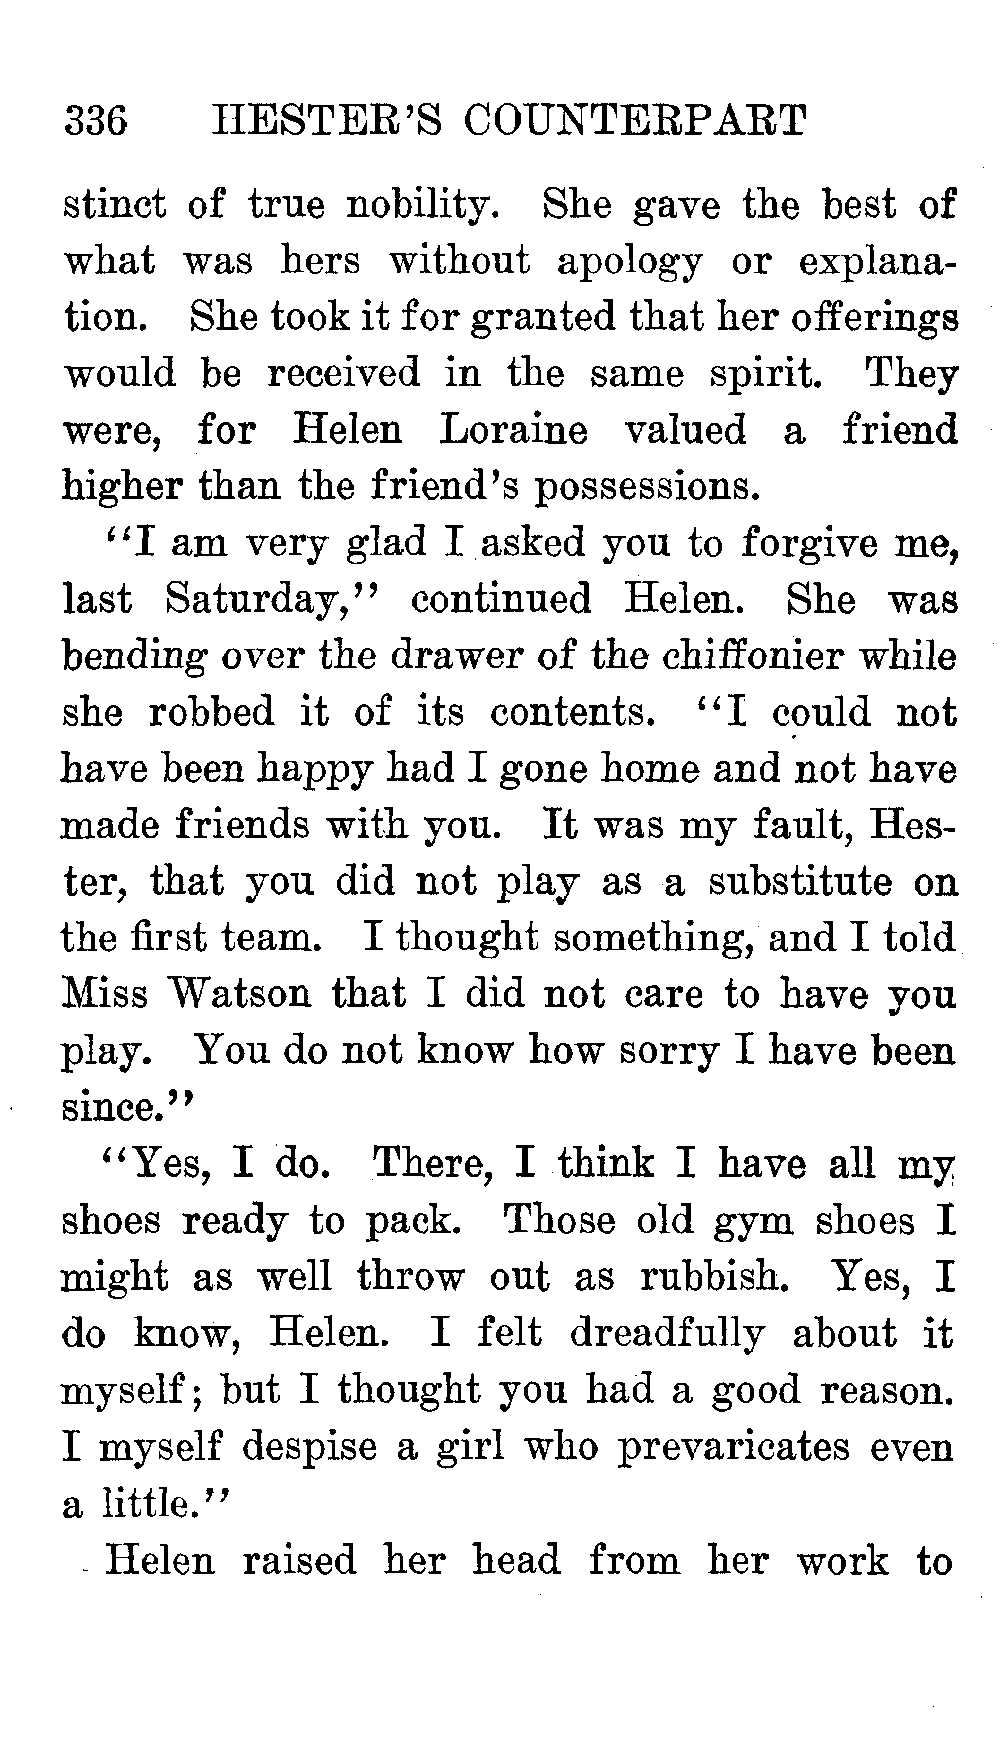 336 HESTER'S COUNTERPART
stinct of true nobility. She gave the best of
what was hers without apology or explana-
tion. She took it for granted that her offerings
would be received in the same spirit. They
were, for Helen Loraine valued a friend
higher than the friend's possessions.
"I am very glad I asked you to forgive me,
last Saturday," continued Helen. She was
bending over the drawer of the chiffonier while
she robbed it of its contents. "I could not
have been happy had I gone home and not have
made friends with you. It was my fault, Hes-
ter, that you did not play as a substitute on
the first team. I thought something, and I told
Miss Watson that I did not care to have you
play. You do not know how sorry I have been
since."
"Yes, I do. There, I think I have all my
shoes ready to pack. Those old gym shoes I
might as well throw out as rubbish. Yes, I
do know, Helen. I felt dreadfully about it
myself; but I thought you had a good reason.
I myself despise a girl who prevaricates even
a little."
Helen raised her head from her work to